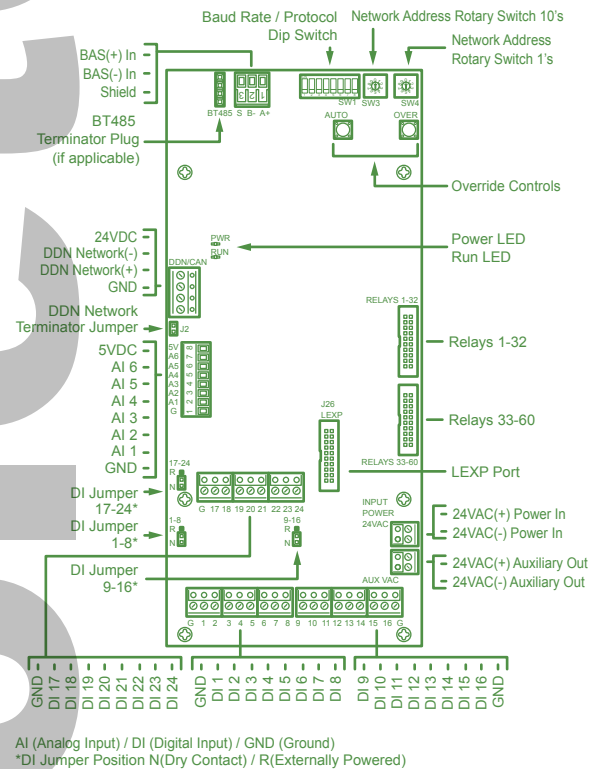 Baud Rate / Protocol
Dip Switch
Network Address Rotary Switch 10's
Network Address
Rotary Switch 1's
BAS(+) In
BAS(-) In
Shield
BT485
Terminator Plug
(if applicable)
BT485
S B- A+
3 2 1
SW1
SW3
SW4
AUTO
OVER
Override Controls
24VDC
DDN Network(-)
DDN Network(+)
GND
PWR
RUN
Power LED
Run LED
DDN/CAN
DDN Network
Terminator Jumper
J2
RELAYS 1-32
Relays 1-32
5VDC
AI 6
AI 5
AI 4
AI 3
AI 2
AI 1
GND
5V 8
A6 7
A5 6
A4 5
A3 4
A2 3
A1 2
G 1
J26
LEXP
Relays 33-60
RELAYS 33-60
LEXP Port
17-24
R
N
DI Jumper
17-24*
G 17 18 19 20 21 22 23 24
DI Jumper
1-8*
1-8
R
N
9-16
R
N
DI Jumper
9-16*
INPUT
POWER
24VAC
24VAC(+) Power In
24VAC(-) Power In
24VAC(+) Auxiliary Out
24VAC(-) Auxiliary Out
AUX VAC
G 1 2 3 4 5 6 7 8 9 10 11 12 13 14 15 16 G
GND
DI 17
DI 18
DI 19
DI 20
DI 21
DI 22
DI 23
DI 24
GND
DI 1
DI 2
DI 3
DI 4
DI 5
DI 6
DI 7
DI 8
DI 9
DI 10
DI 11
DI 12
DI 13
DI 14
DI 15
DI 16
GND
AI (Analog Input) / DI (Digital Input) / GND (Ground)
*DI Jumper Position N(Dry Contact) / R(Externally Powered)